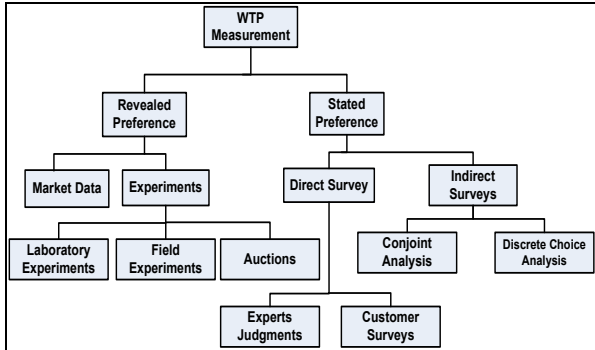 WTP
Measurement
Revealed
Preference
Stated
Preference
Market Data
Experiments
Direct Survey
Indirect
Surveys
Laboratory
Experiments
Field
Experiments
Auctions
Conjoint
Analysis
Discrete Choice
Analysis
Experts
Judgments
Customer
Surveys